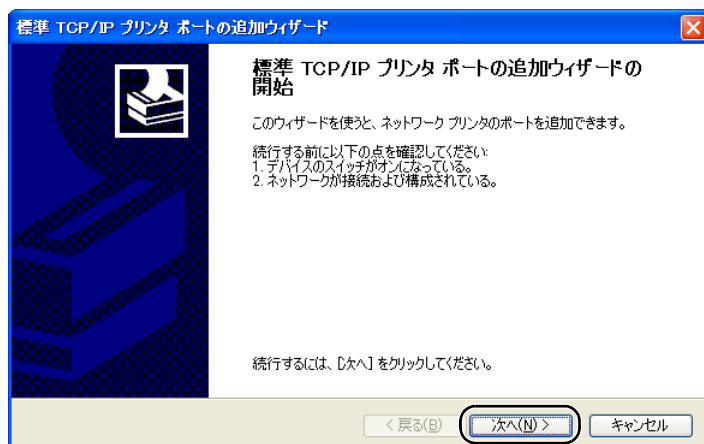 標準 TCP/IP プリンタ ポートの追加ウィザード
標準 TCP/IP プリンタ ポートの追加ウィザードの
開始
このウィザードを使うと、ネットワーク プリンタのポートを追加できます。
続行する前に以下の点を確認してください:
1. デバイスのスイッチがオンになっている。
2. ネットワークが接続および構成されている。
続行するには、[次へ] をクリックしてください。
< 戻る(B)
次へ(N) >
キャンセル